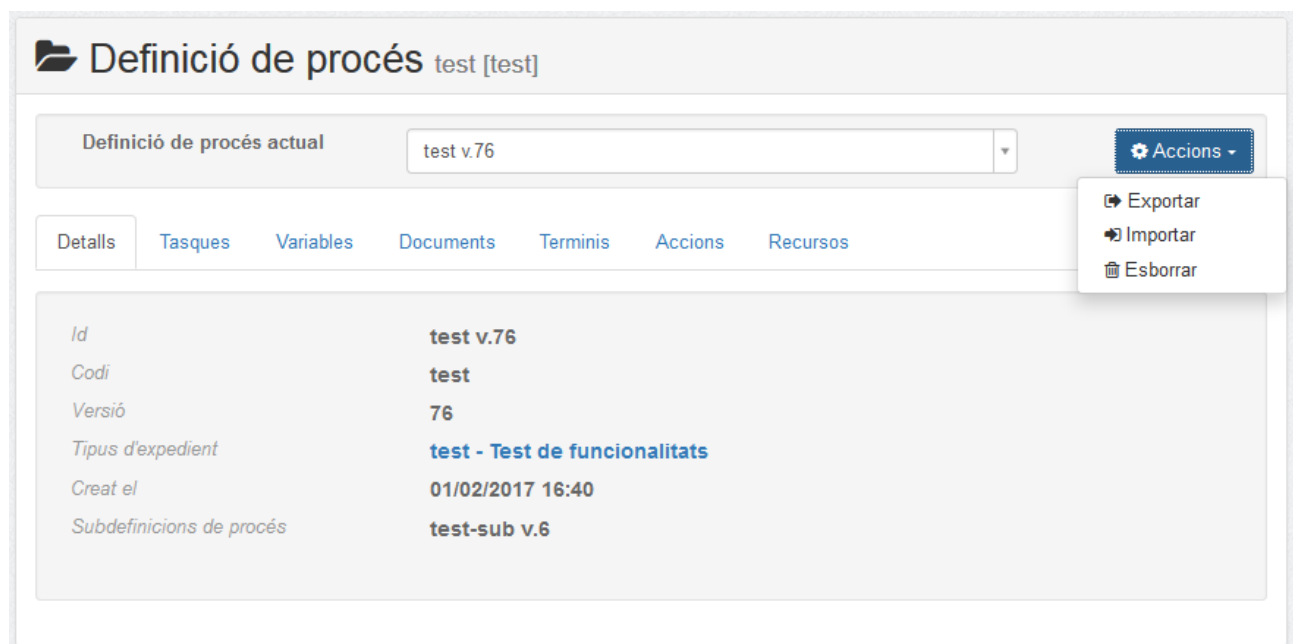 Definició de procés test [test]
Definició de procés actual test v.76 Accions
Exportar
Importar
Esborrar
Detalls Tasques Variables Documents Terminis Accions Recursos
Id test v.76
Codi test
Versió 76
Tipus d'expedient test - Test de funcionalitats
Creat el 01/02/2017 16:40
Subdefinicions de procés test-sub v.6